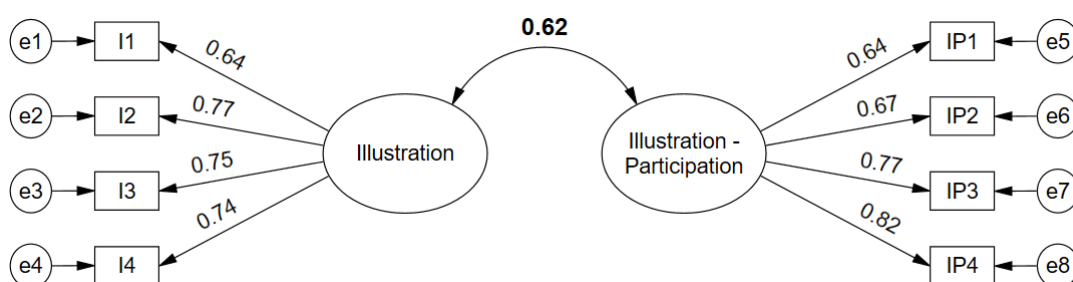 0.62
e1
I1
0.64
e2
I2
0.77
e3
I3
0.75
e4
I4
0.74
Illustration
Illustration -
Participation
0.64
IP1
e5
0.67
IP2
e6
0.77
IP3
e7
0.82
IP4
e8